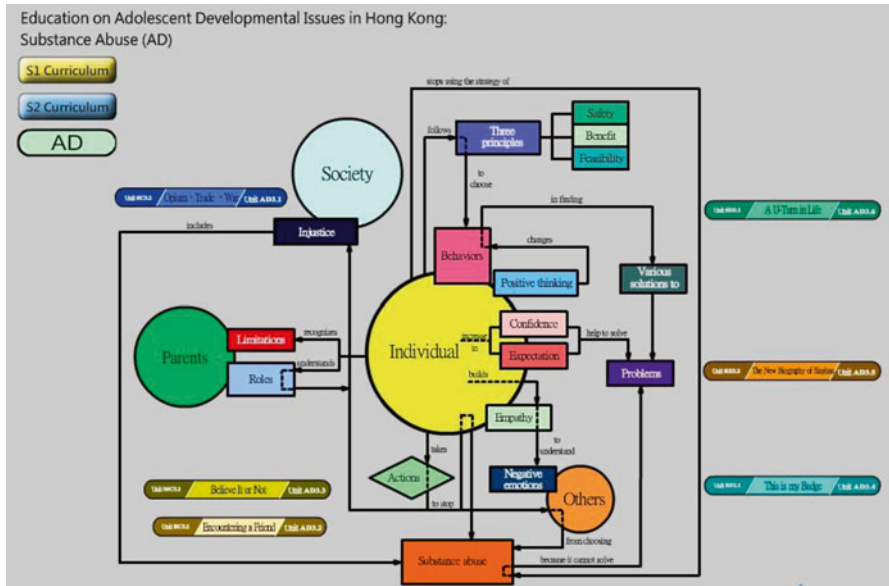 Education on Adolescent Developmental Issues in Hong Kong:
Substance Abuse (AD)
S1 Curriculum
S2 Curriculum
AD
stops using the strategy of
follows
Three
principles
Safety
Benefit
Feasibility
to
choose
Society
Opium · Trade · War
Unit AD3.1
includes
Injustice
in finding
A U-Turn in Life
Unit AD3.6
Behaviors
changes
Positive thinking
Various
solutions to
Parents
Limitations
recognizes
understands
Roles
Individual
increase
in
Confidence
Expectation
help to solve
Problems
The New Biography of
Unit AD3.5
builds
Empathy
to
understand
takes
Actions
to stop
Negative
emotions
Others
Believe It or Not
Unit AD3.3
This is my Badge
Unit AD3.4
Encountering a Friend
Unit AD3.2
from choosing
Substance abuse
because it cannot solve